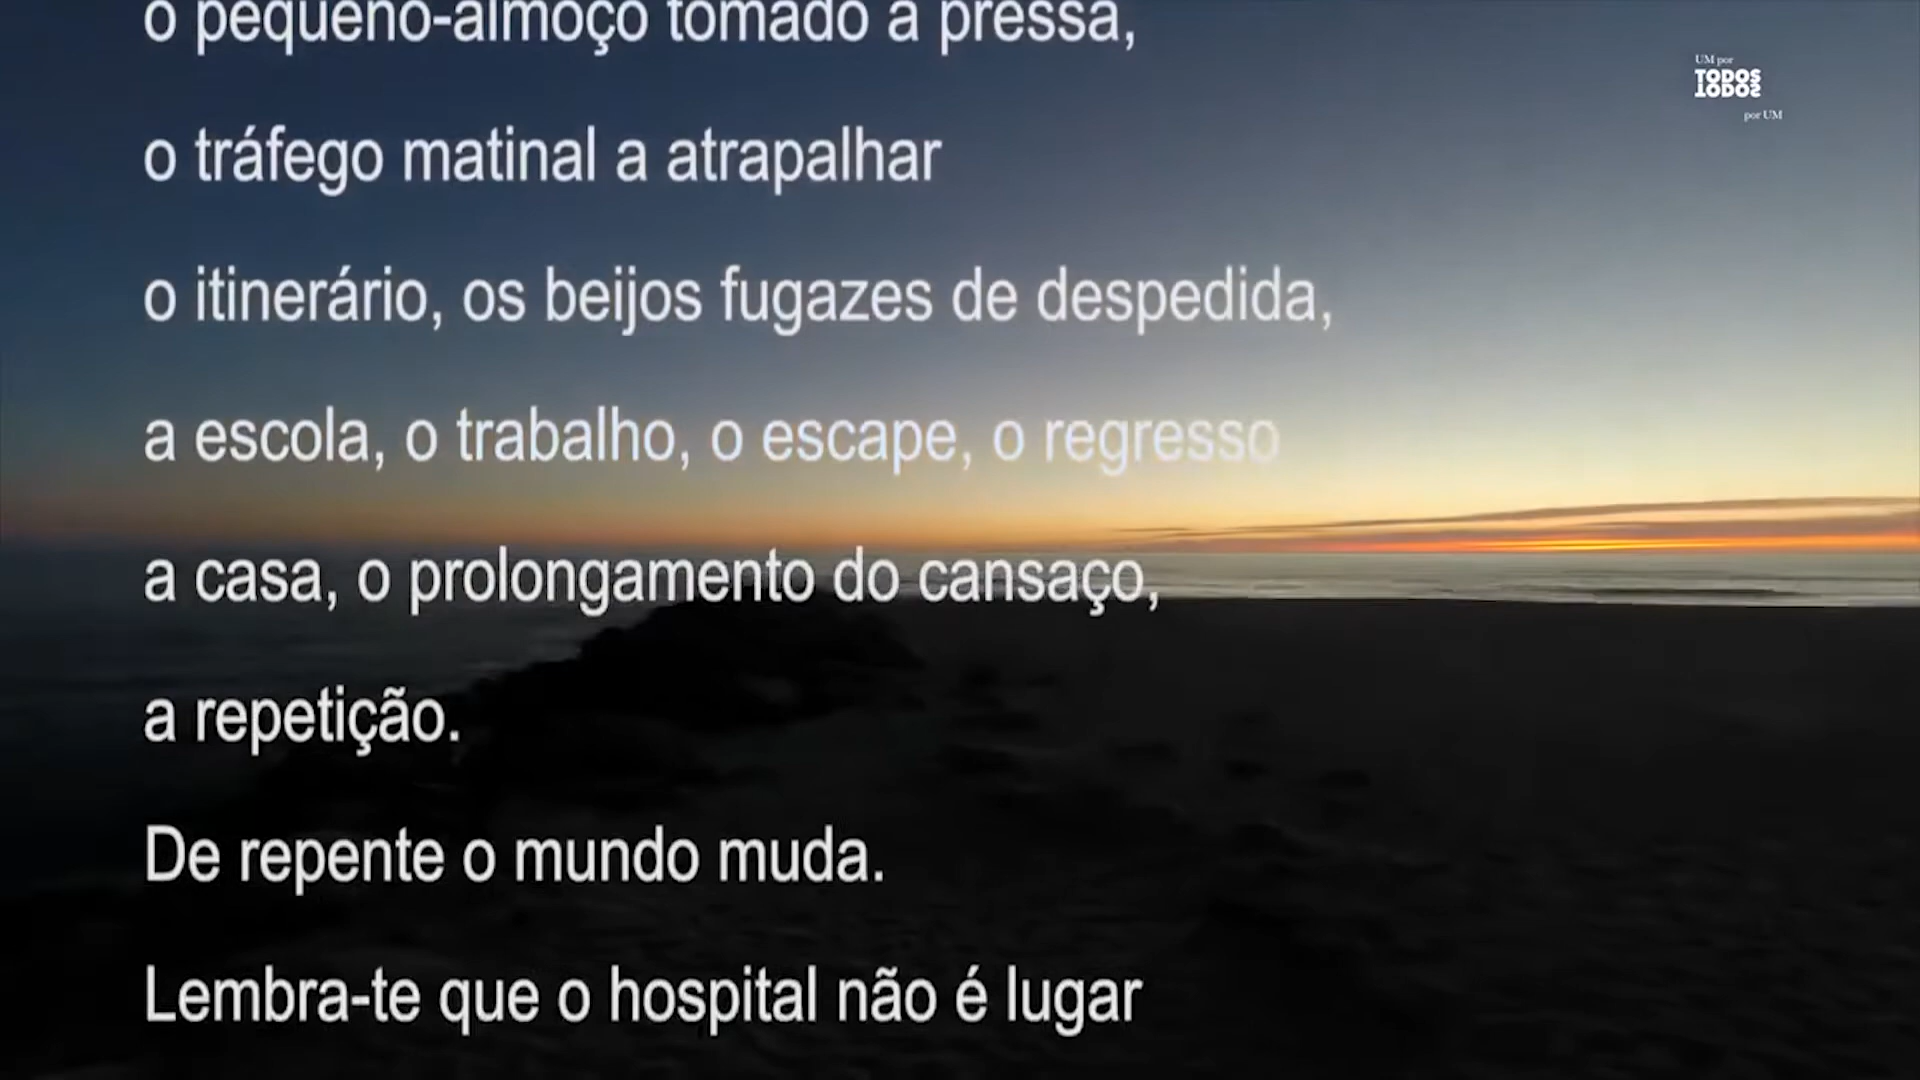 o pequeno-almoço tomado à pressa,
UM por
TODOS
TODOS
por UM
o tráfego matinal a atrapalhar
o itinerário, os beijos fugazes de despedida,
a escola, o trabalho, o escape, o regresso
a casa, o prolongamento do cansaço,
a repetição.
De repente o mundo muda.
Lembra-te que o hospital não é lugar